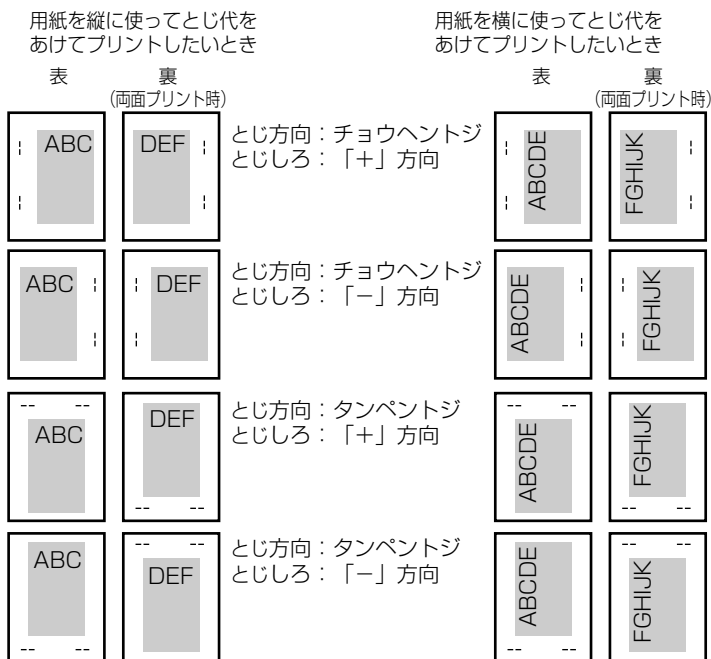 用紙を縦に使ってとじ代を
あけてプリントしたいとき
表
裏
(両面プリント時)
ABC
DEF
とじ方向：チョウヘントジ
とじしろ：「＋」方向
ABC
DEF
とじ方向：チョウヘントジ
とじしろ：「－」方向
ABC
DEF
とじ方向：タンペントジ
とじしろ：「＋」方向
ABC
DEF
とじ方向：タンペントジ
とじしろ：「－」方向
用紙を横に使ってとじ代を
あけてプリントしたいとき
表
裏
(両面プリント時)
ABCDE
FGHIJK
ABCDE
FGHIJK
ABCDE
FGHIJK
ABCDE
FGHIJK